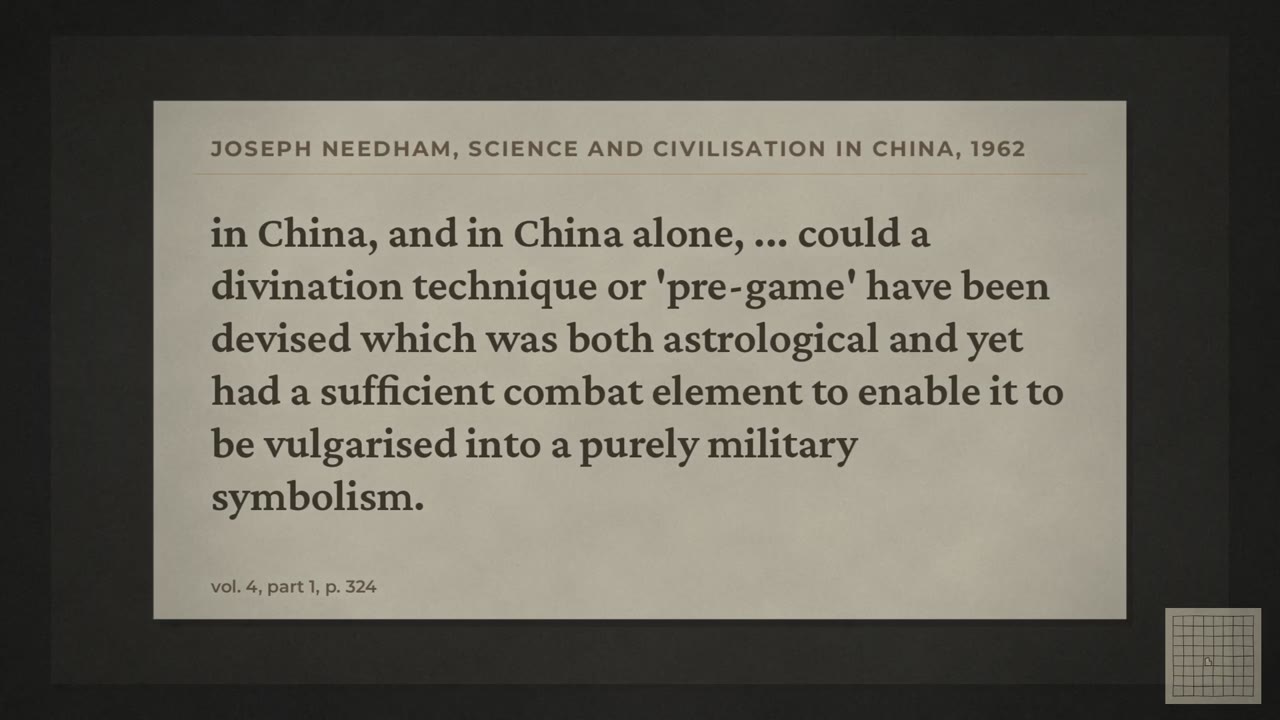 JOSEPH NEEDHAM, SCIENCE AND CIVILISATION IN CHINA, 1962
in China, and in China alone, ... could a
divination technique or 'pre-game' have been
devised which was both astrological and yet
had a sufficient combat element to enable it to
be vulgarised into a purely military
symbolism.
vol. 4, part 1, p. 324